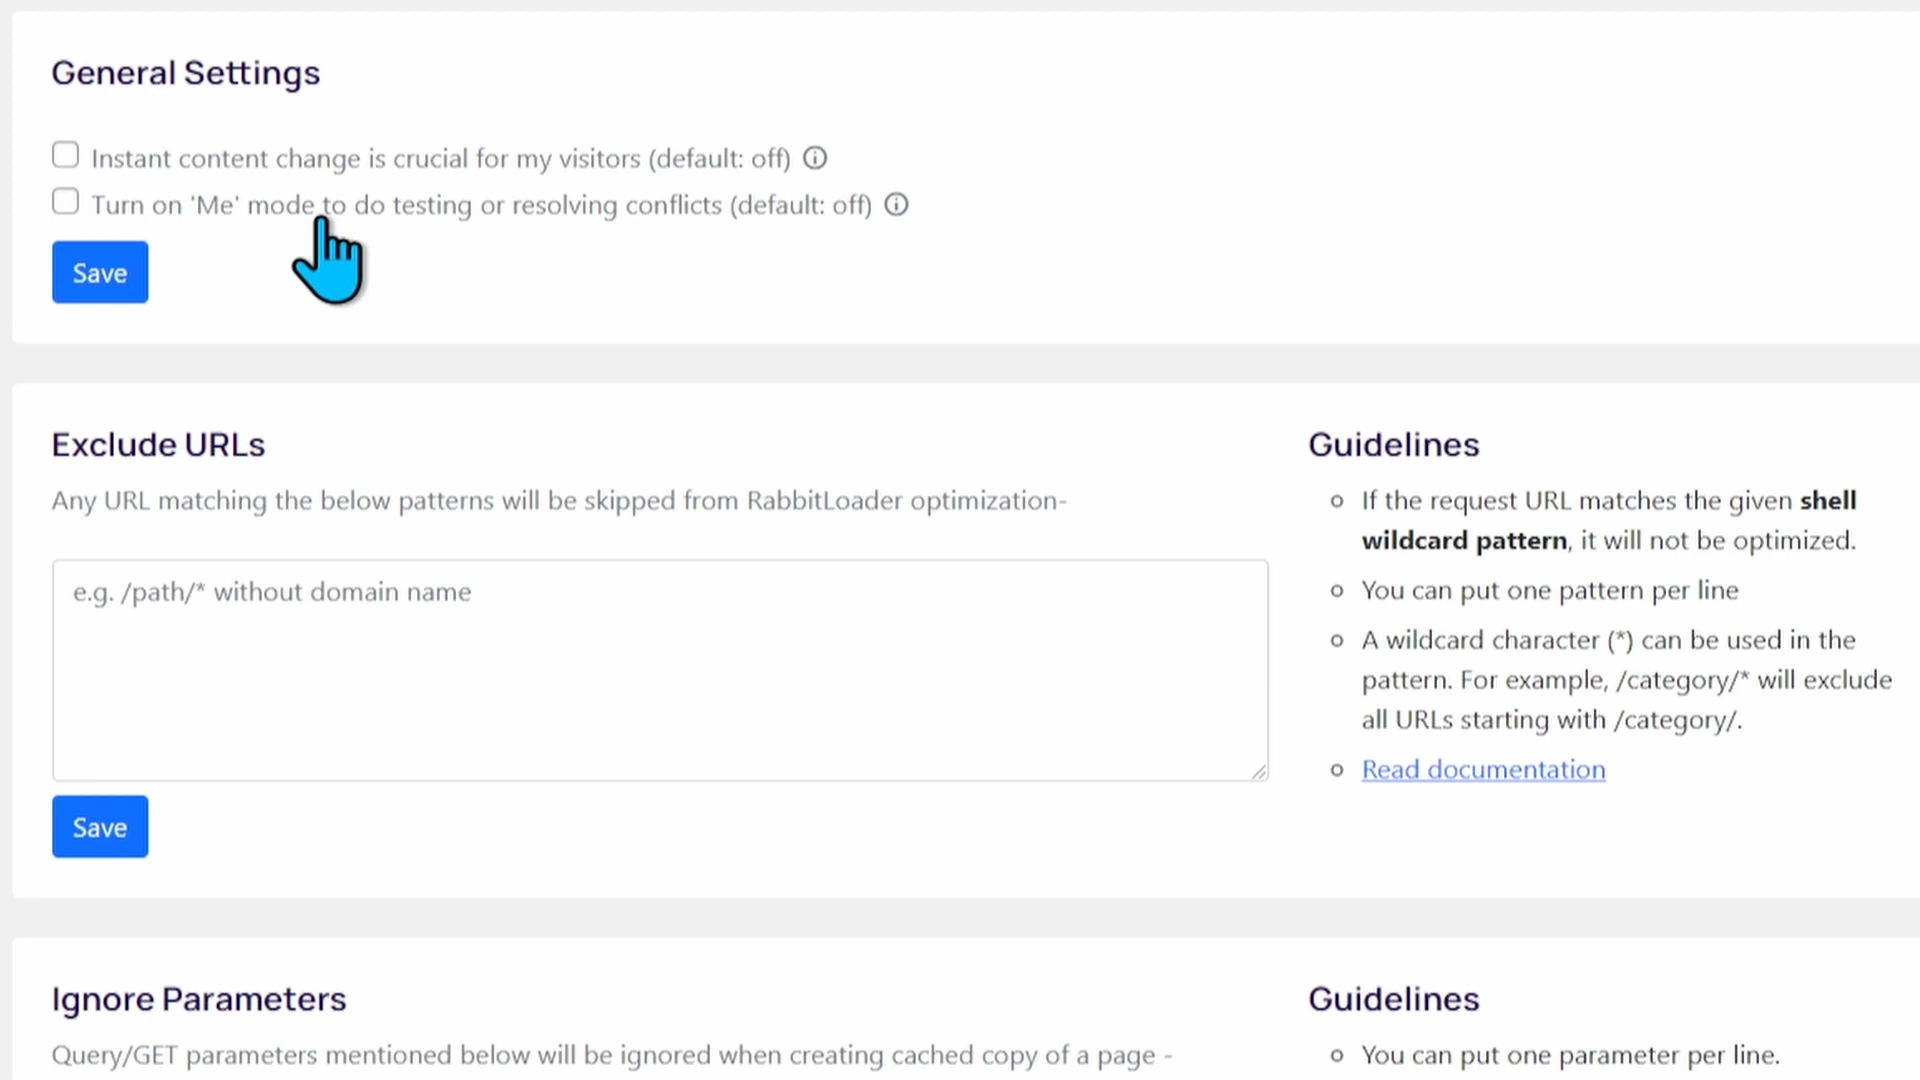 General Settings
Instant content change is crucial for my visitors (default: off)
Turn on 'Me' mode to do testing or resolving conflicts (default: off)
Save
Exclude URLs
Any URL matching the below patterns will be skipped from RabbitLoader optimization-
e.g. /path/* without domain name
Save
Guidelines
If the request URL matches the given shell
wildcard pattern, it will not be optimized.
You can put one pattern per line
A wildcard character (*) can be used in the
pattern. For example, /category/* will exclude
all URLs starting with /category/.
Read documentation
Ignore Parameters
Query/GET parameters mentioned below will be ignored when creating cached copy of a page -
Guidelines
You can put one parameter per line.